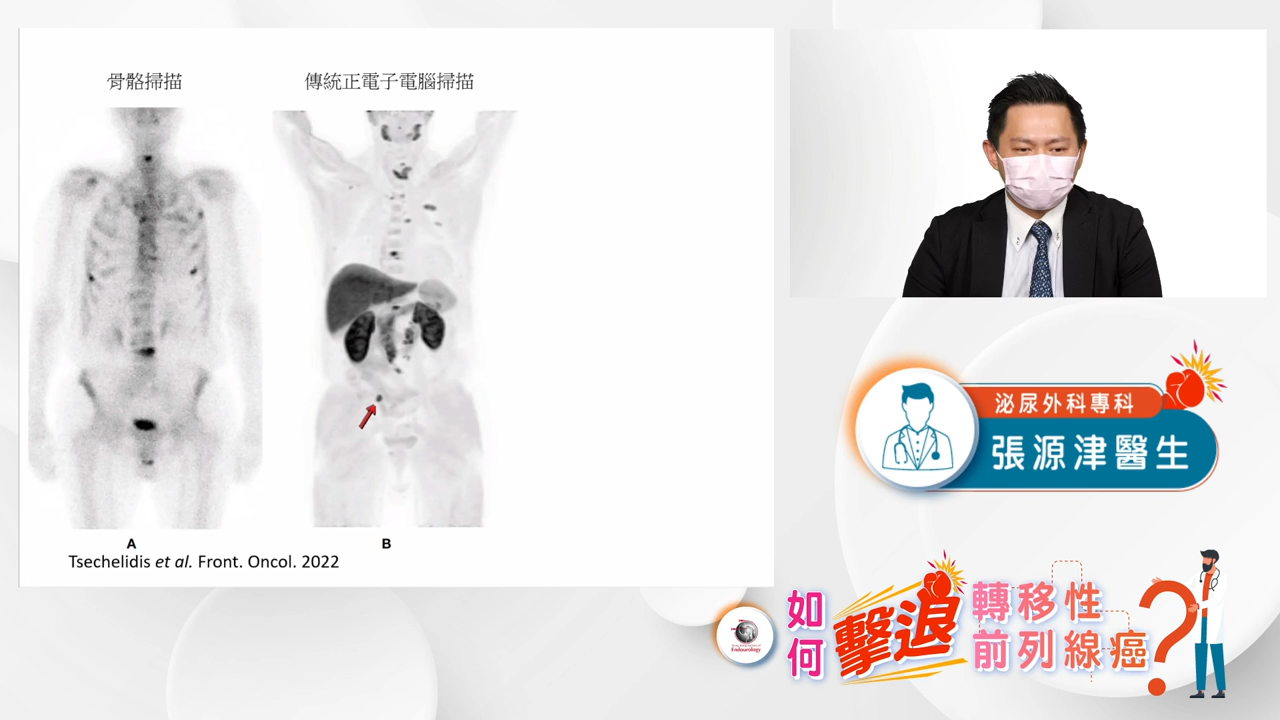 骨骼掃描
傳統正電子電腦掃描
A
B
Tsechelidis et al. Front. Oncol. 2022
泌尿外科專科
張源津醫生
如何
擊退
轉移性
前列線癌
?
Endourology